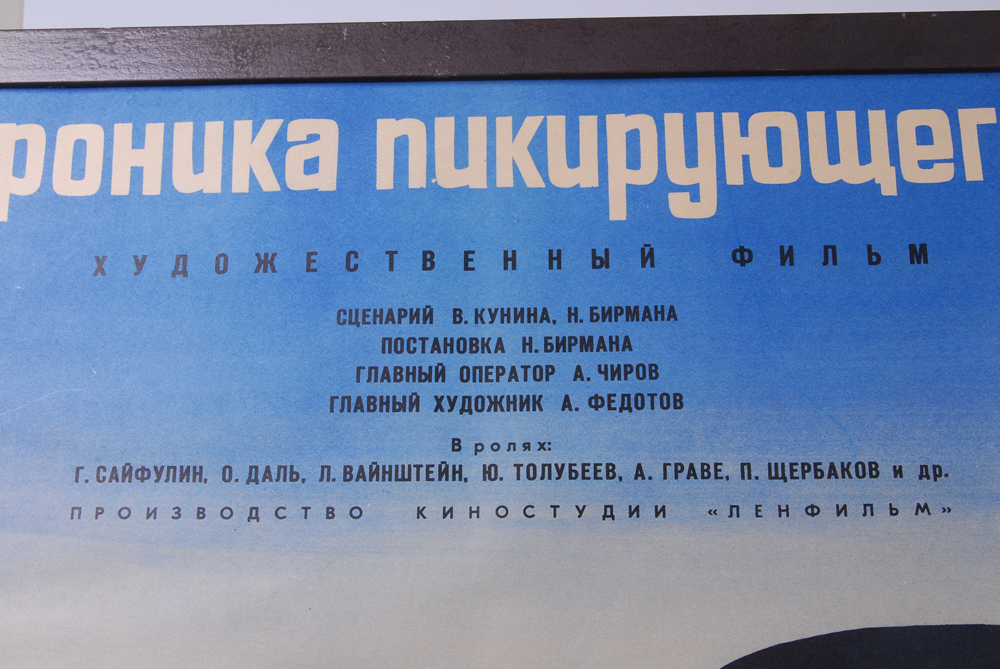 роника пикирующег
ХУДОЖЕСТВЕННЫЙ ФИЛЬМ
СЦЕНАРИЙ В. КУНИНА, Н. БИРМАНА
ПОСТАНОВКА Н. БИРМАНА
ГЛАВНЫЙ ОПЕРАТОР А. ЧИРОВ
ГЛАВНЫЙ ХУДОЖНИК А. ФЕДОТОВ
В ролях:
Г. САЙФУЛИН, О. ДАЛЬ, Л. ВАЙНШТЕЙН, Ю. ТОЛУБЕЕВ, А. ГРАВЕ, П. ЩЕРБАКОВ и др.
ПРОИЗВОДСТВО КИНОСТУДИИ «ЛЕНФИЛЬМ»